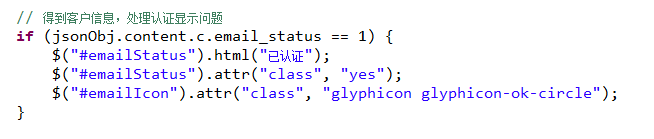 // 得到客户信息，处理认证显示问题
if (jsonObj.content.c.email_status == 1) {
    $("#emailStatus").html("已认证");
    $("#emailStatus").attr("class", "yes");
    $("#emailIcon").attr("class", "glyphicon glyphicon-ok-circle");
}